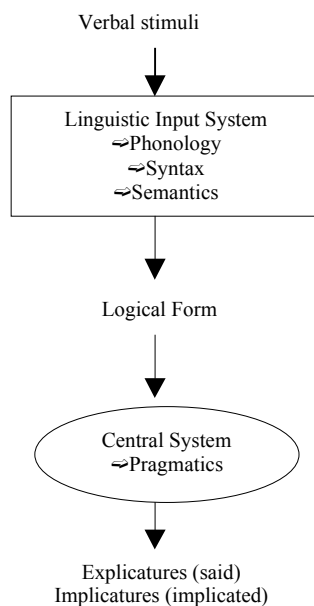 Verbal stimuli
Linguistic Input System
➫Phonology
➫Syntax
➫Semantics
Logical Form
Central System
➫Pragmatics
Explicatures (said)
Implicatures (implicated)